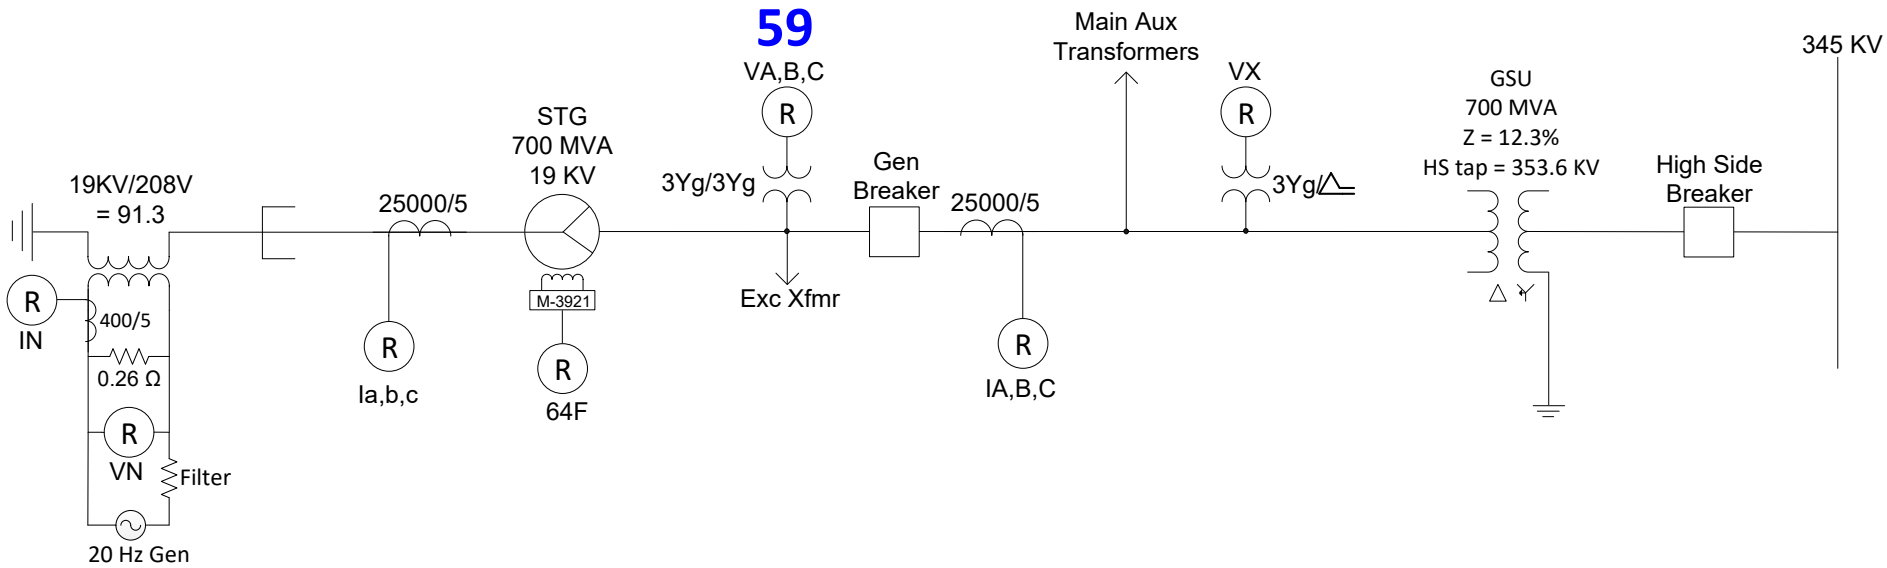 59
VA,B,C
R
Main Aux
Transformers
VX
R
345 KV
GSU
700 MVA
Z = 12.3%
HS tap = 353.6 KV
High Side
Breaker
STG
700 MVA
19 KV
3Yg/3Yg
Gen
Breaker
25000/5
3Yg/
19KV/208V
= 91.3
25000/5
R
IN
400/5
0.26 Ω
R
VN
Filter
20 Hz Gen
R
Ia,b,c
M-3921
R
64F
Exc Xfmr
R
IA,B,C